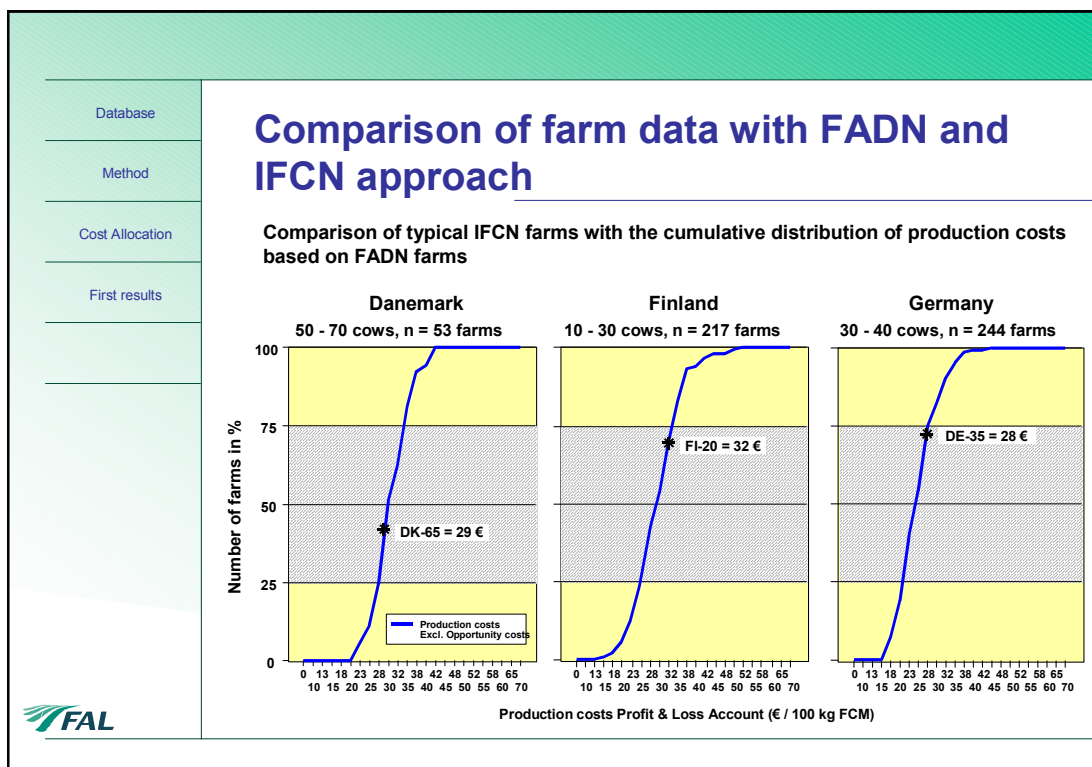 Database
Method
Cost Allocation
First results
Comparison of farm data with FADN and
IFCN approach
Comparison of typical IFCN farms with the cumulative distribution of production costs
based on FADN farms
Danemark
50 - 70 cows, n = 53 farms
Finland
10 - 30 cows, n = 217 farms
Germany
30 - 40 cows, n = 244 farms
Number of farms in %
100
75
50
25
0
DK-65 = 29 €
FI-20 = 32 €
DE-35 = 28 €
Production costs
Excl. Opportunity costs
0 13 18 23 28 32 38 42 48 52 58 65
10 15 20 25 30 35 40 45 50 55 60 70
0 13 18 23 28 32 38 42 48 52 58 65
10 15 20 25 30 35 40 45 50 55 60 70
0 13 18 23 28 32 38 42 48 52 58 65
10 15 20 25 30 35 40 45 50 55 60 70
Production costs Profit & Loss Account (€ / 100 kg FCM)
FAL